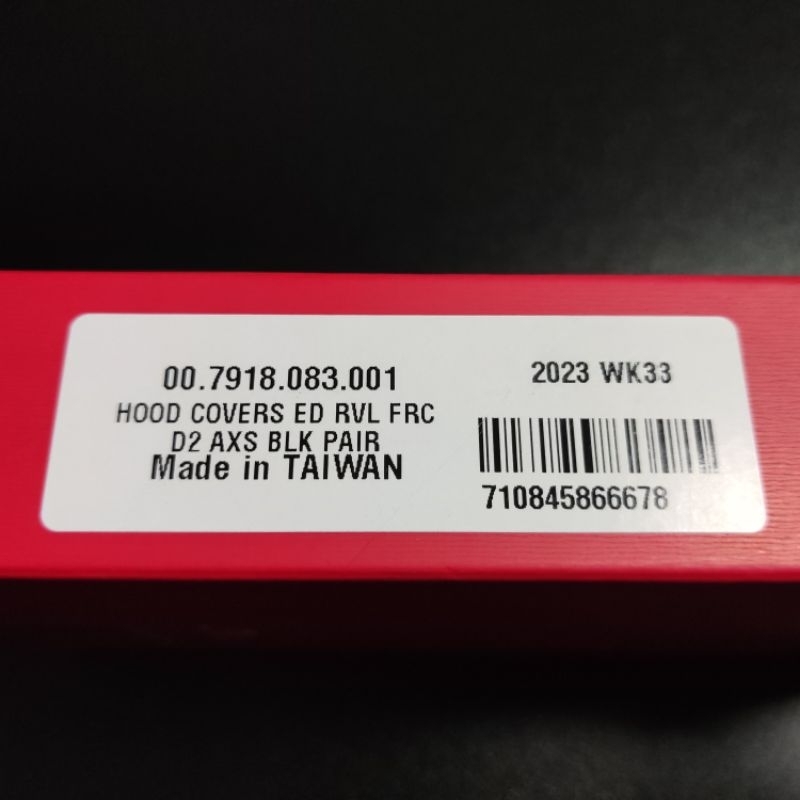 00.7918.083.001
HOOD COVERS ED RVL FRC
D2 AXS BLK PAIR
Made in TAIWAN
2023 WK33
710845866678